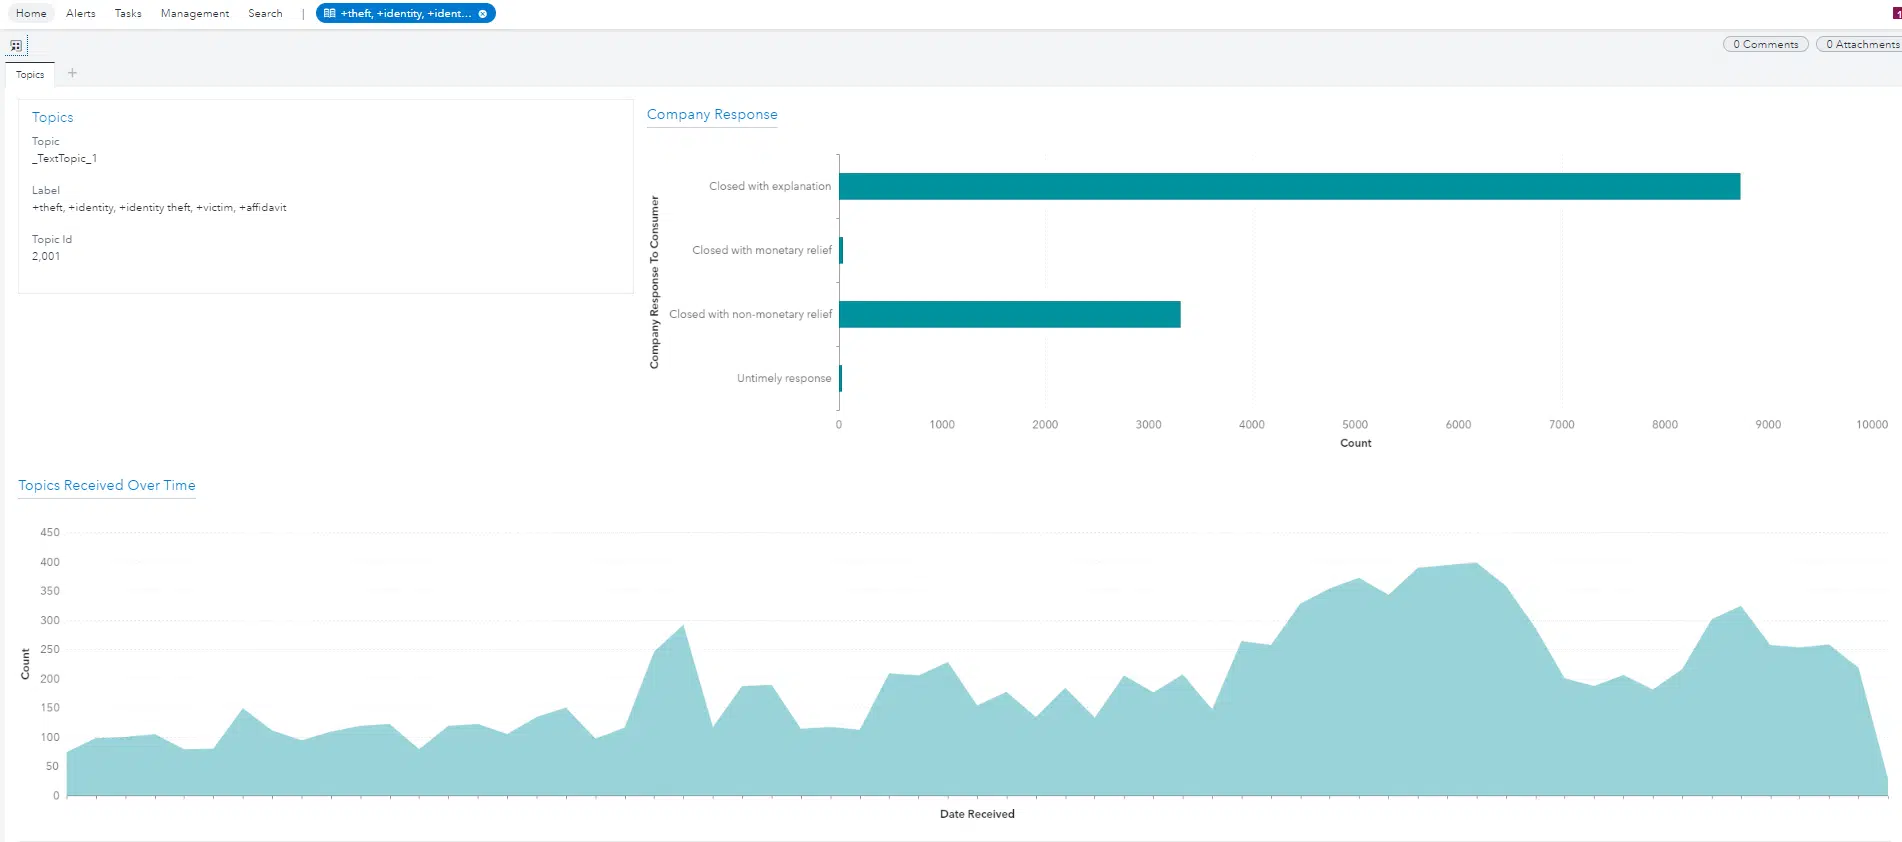 Home Alerts Tasks Management Search | +theft, +identity, +ident...
0 Comments 0 Attachments
Topics +
Topics
Topic
_TextTopic_1
Label
+theft, +identity, +identity theft, +victim, +affidavit
Topic Id
2,001
Company Response
Company Response To Consumer
Closed with explanation
Closed with monetary relief
Closed with non-monetary relief
Untimely response
0 1000 2000 3000 4000 5000 6000 7000 8000 9000 10000
Count
Topics Received Over Time
Count
450
400
350
300
250
200
150
100
50
0
Date Received